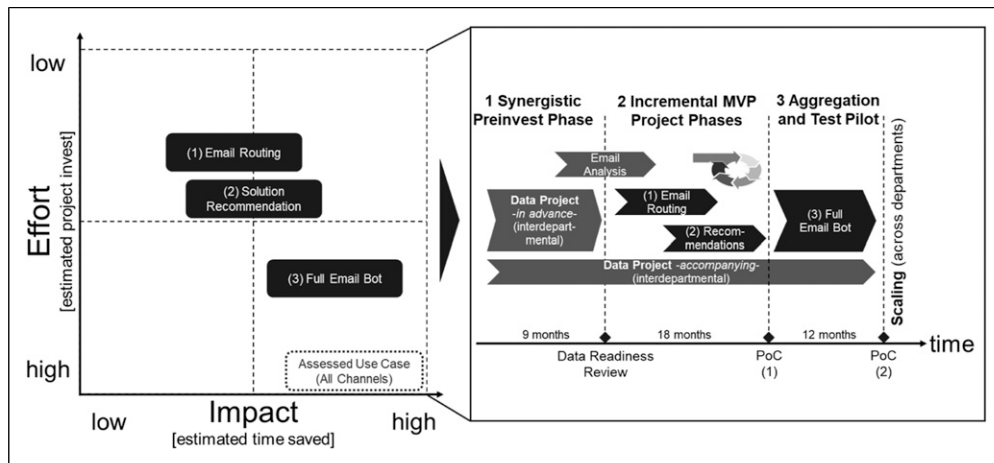 low
high
Effort
[estimated project invest]
(1) Email Routing
(2) Solution
Recommendation
(3) Full Email Bot
Assessed Use Case
(All Channels)
low
Impact
high
[estimated time saved]
1 Synergistic
Preinvest Phase
2 Incremental MVP
Project Phases
3 Aggregation
and Test Pilot
Email
Analysis
Data Project
-in advance-
(interdepart-
mental)
(1) Email
Routing
(2) Recom-
mendations
(3) Full
Email Bot
Data Project -accompanying-
(interdepartmental)
Scaling (across departments)
9 months
18 months
12 months
time
Data Readiness
Review
PoC
(1)
PoC
(2)